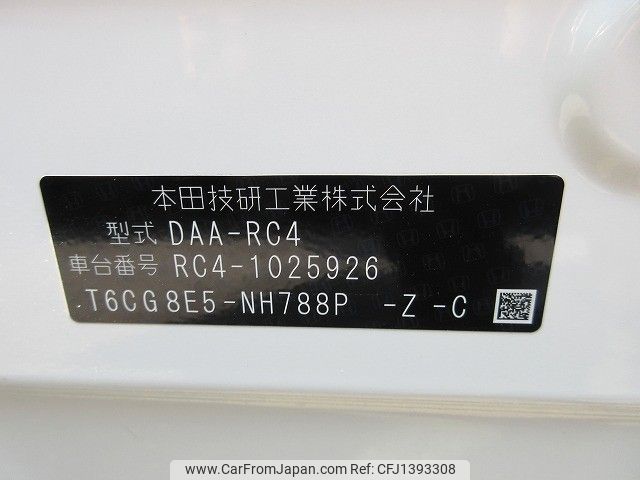 本田技研工業株式会社
型式 DAA-RC4
車台番号 RC4-1025926
T6CG8E5-NH788P -Z -C
www.CarFromJapan.com - CFJ1393308